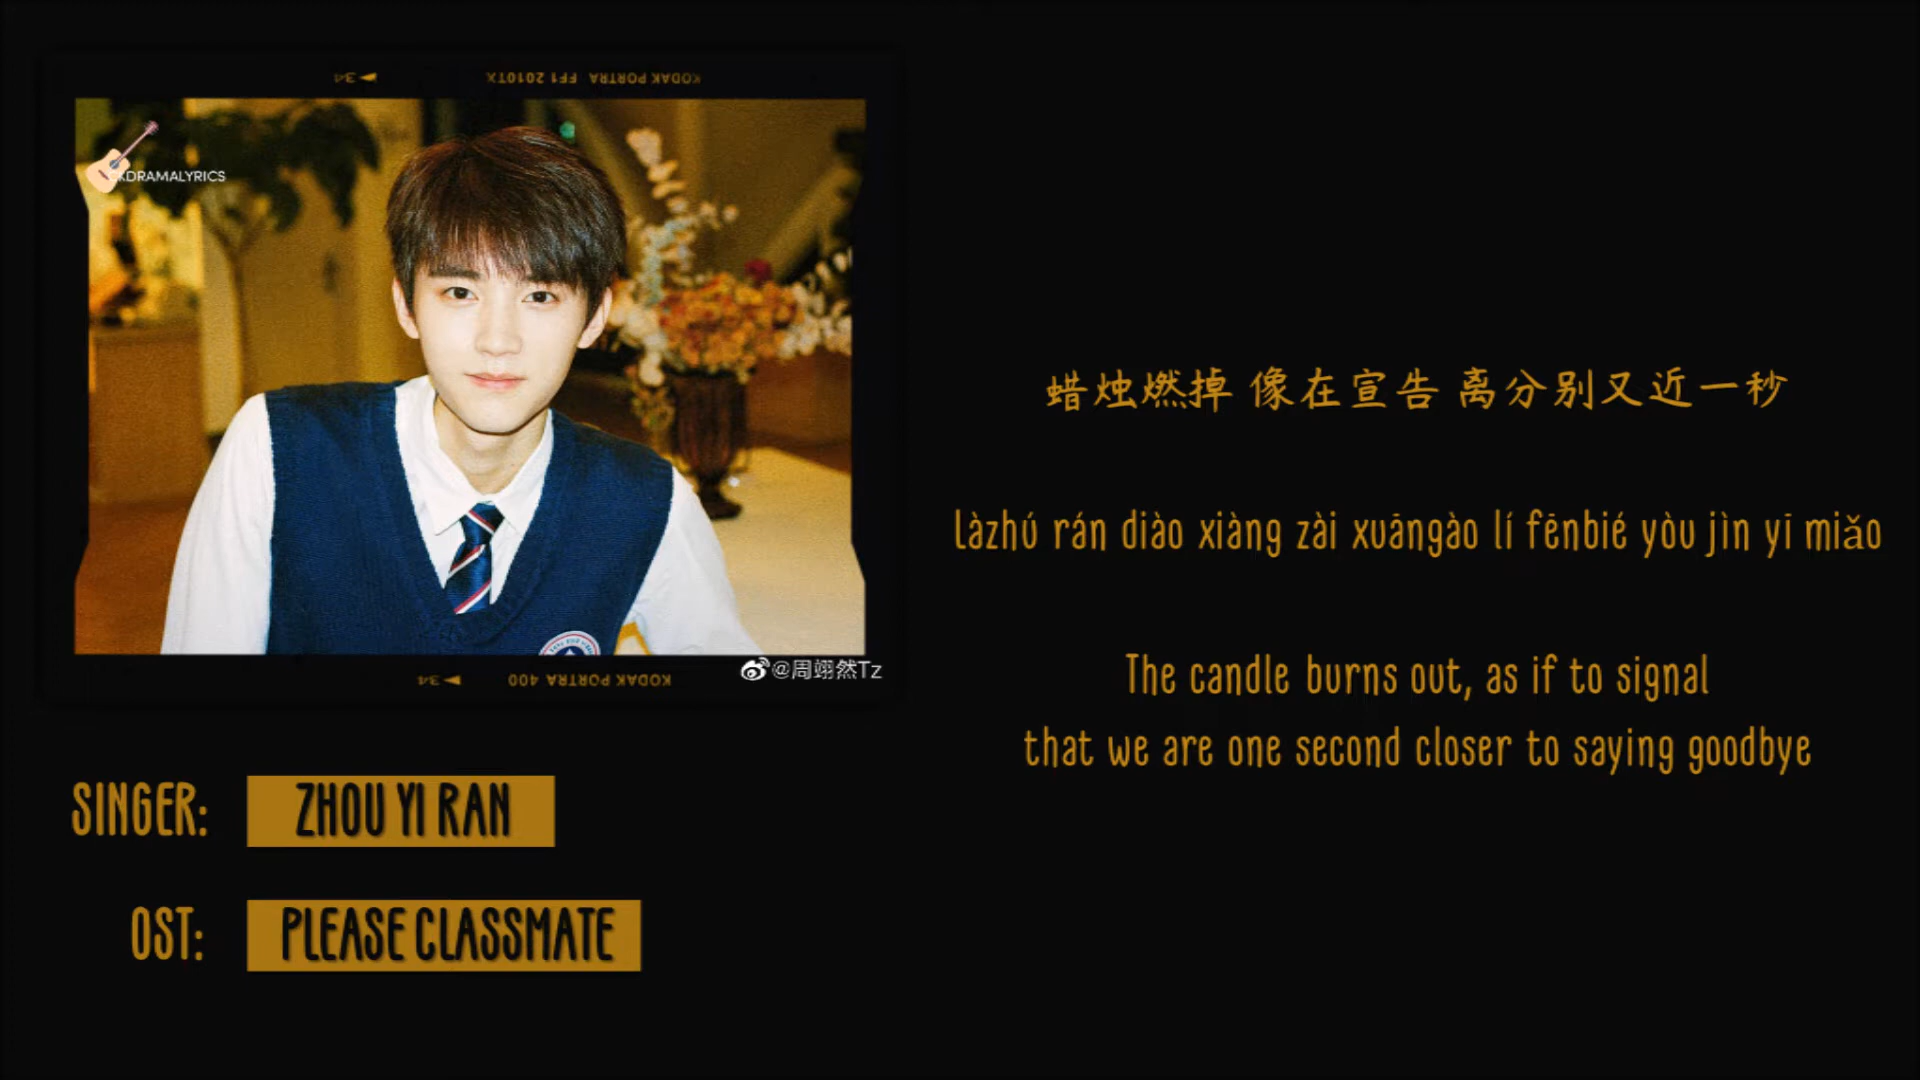 34
KODAK PORTRA FF1 2010TX
CKDRAMALYRICS
KODAK PORTRA 400
34
@周翊然Tz
SINGER: ZHOU YI RAN
OST: PLEASE CLASSMATE
蜡烛燃掉 像在宣告 离分别又近一秒
Làzhú rán diào xiàng zài xuāngào lí fēnbié yòu jìn yī miǎo
The candle burns out, as if to signal
that we are one second closer to saying goodbye